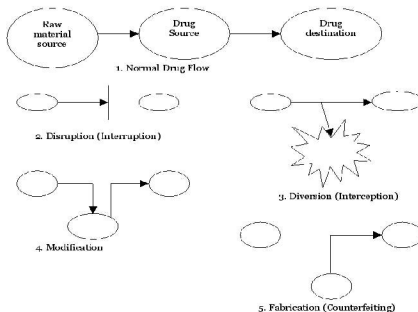 Raw
material
source
Drug
Source
Drug
destination
1. Normal Drug Flow
2. Disruption (Interruption)
3. Diversion (Interception)
4. Modification
5. Fabrication (Counterfeiting)